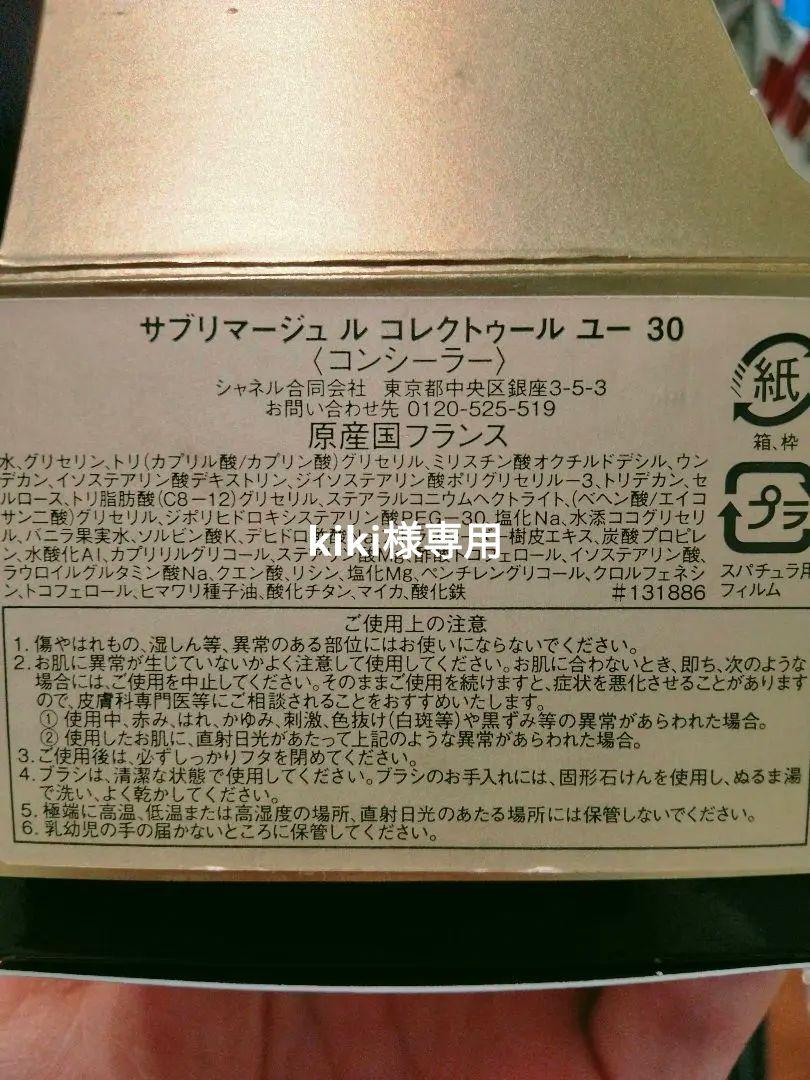 サブリマージュ ル コレクトゥール ユー 30
〈コンシーラー〉
シャネル合同会社 東京都中央区銀座3-5-3
お問い合わせ先 0120-525-519
原産国フランス
水、グリセリン、トリ(カプリル酸/カプリン酸)グリセリル、ミリスチン酸オクチルドデシル、ウン
デカン、イソステアリン酸デキストリン、ジイソステアリン酸ポリグリセリル－3、トリデカン、セ
ルロース、トリ脂肪酸(C8－12)グリセリル、ステアラルコニウムヘクトライト、(ベヘン酸/エイコ
サン二酸)グリセリル、ジポリヒドロキシステアリン酸PEG－30、塩化Na、水添ココグリセリ
ル、バニラ果実水、ソルビン酸K、デヒドロ 樹皮エキス、炭酸プロピレ
ン、水酸化Al、カプリリルグリコール、ステ 酸Mg、酢酸 フェロール、イソステアリン酸、
ラウロイルグルタミン酸Na、クエン酸、リシン、塩化Mg、ペンチレングリコール、クロルフェネシ
ン、トコフェロール、ヒマワリ種子油、酸化チタン、マイカ、酸化鉄 #131886
kiki様専用
紙
箱、枠
プラ
スパチュラ用
フィルム
ご使用上の注意
1. 傷やはれもの、湿しん等、異常のある部位にはお使いにならないでください。
2. お肌に異常が生じていないかよく注意して使用してください。お肌に合わないとき、即ち、次のような
場合には、ご使用を中止してください。そのままご使用を続けますと、症状を悪化させることがあります
ので、皮膚科専門医等にご相談されることをおすすめいたします。
① 使用中、赤み、はれ、かゆみ、刺激、色抜け(白斑等)や黒ずみ等の異常があらわれた場合。
② 使用したお肌に、直射日光があたって上記のような異常があらわれた場合。
3. ご使用後は、必ずしっかりフタを閉めてください。
4. ブラシは、清潔な状態で使用してください。ブラシのお手入れには、固形石けんを使用し、ぬるま湯
で洗い、よく乾かしてください。
5. 極端に高温、低温または高湿度の場所、直射日光のあたる場所には保管しないでください。
6. 乳幼児の手の届かないところに保管してください。